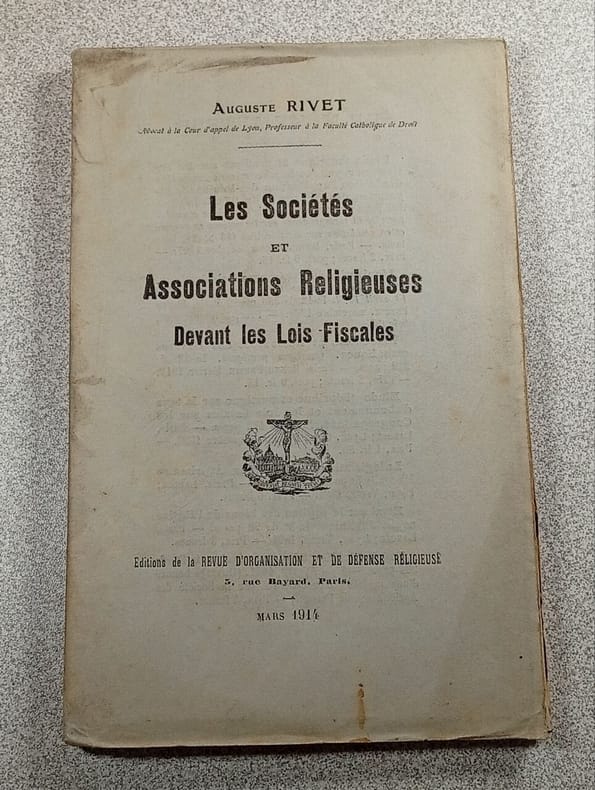 Auguste RIVET
Avocat à la Cour d'appel de Lyon, Professeur à la Faculté Catholique de Droit
Les Sociétés
ET
Associations Religieuses
Devant les Lois Fiscales
Editions de la REVUE D'ORGANISATION ET DE DÉFENSE RELIGIEUSE
5, rue Bayard, Paris.
MARS 1914